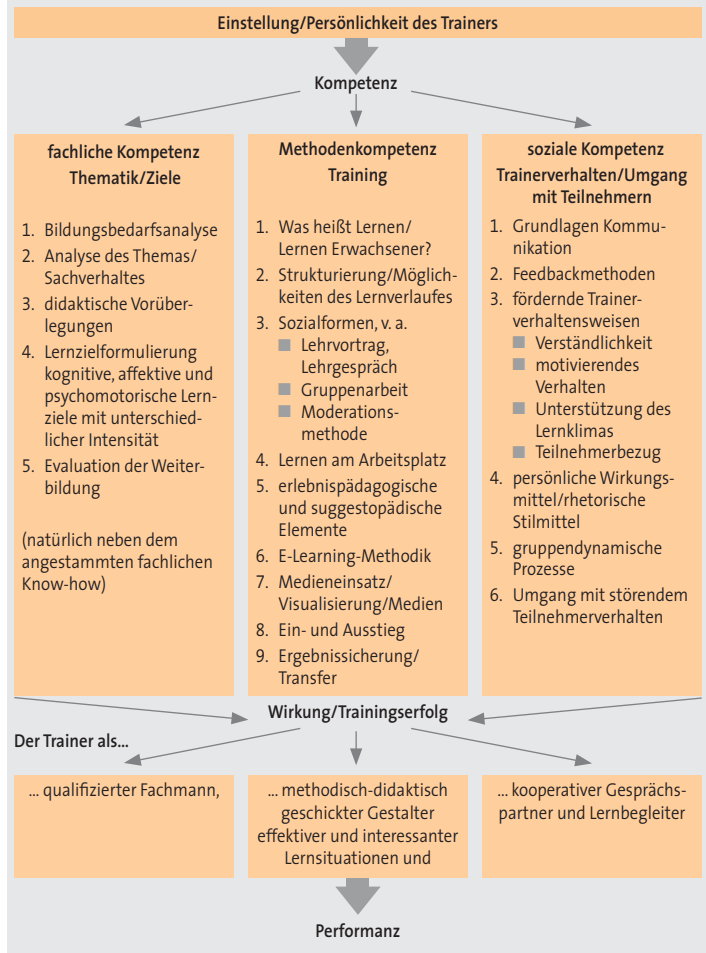 Einstellung/Persönlichkeit des Trainers
Kompetenz
fachliche Kompetenz
Thematik/Ziele
1. Bildungsbedarfsanalyse
2. Analyse des Themas/
Sachverhaltes
3. didaktische Vorüber-
legungen
4. Lernzielformulierung
kognitive, affektive und
psychomotorische Lern-
ziele mit unterschied-
licher Intensität
5. Evaluation der Weiter-
bildung
(natürlich neben dem
angestammten fachlichen
Know-how)
Methodenkompetenz
Training
1. Was heißt Lernen/
Lernen Erwachsener?
2. Strukturierung/Möglich-
keiten des Lernverlaufes
3. Sozialformen, v. a.
■ Lehrvortrag,
Lehrgespräch
■ Gruppenarbeit
■ Moderations-
methode
4. Lernen am Arbeitsplatz
5. erlebnispädagogische
und suggestopädische
Elemente
6. E-Learning-Methodik
7. Medieneinsatz/
Visualisierung/Medien
8. Ein- und Ausstieg
9. Ergebnissicherung/
Transfer
soziale Kompetenz
Trainerverhalten/Umgang
mit Teilnehmern
1. Grundlagen Kommu-
nikation
2. Feedbackmethoden
3. fördernde Trainer-
verhaltensweisen
■ Verständlichkeit
■ motivierendes
Verhalten
■ Unterstützung des
Lernklimas
■ Teilnehmerbezug
4. persönliche Wirkungs-
mittel/rhetorische
Stilmittel
5. gruppendynamische
Prozesse
6. Umgang mit störendem
Teilnehmerverhalten
Wirkung/Trainingserfolg
Der Trainer als...
... qualifizierter Fachmann,
... methodisch-didaktisch
geschickter Gestalter
effektiver und interessanter
Lernsituationen und
... kooperativer Gesprächs-
partner und Lernbegleiter
Performanz